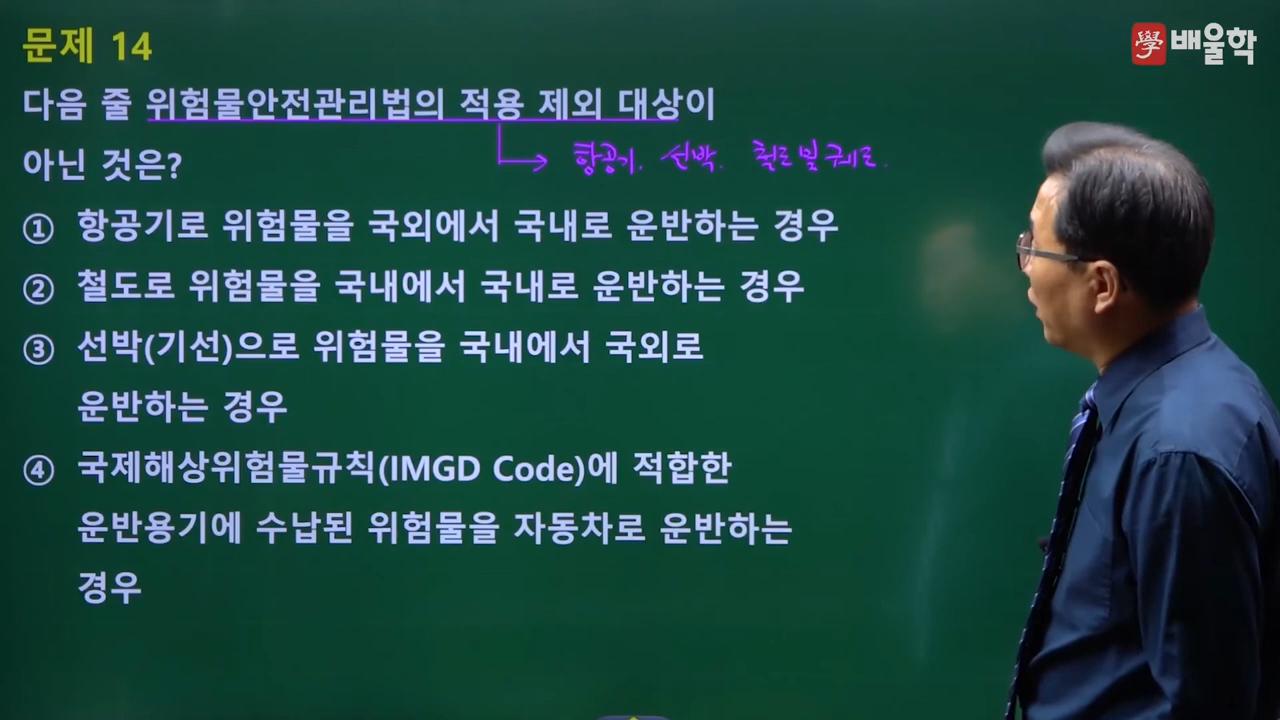 문제 14
學 배울학
다음 줄 위험물안전관리법의 적용 제외 대상이
아닌 것은?
항공기. 선박. 철도 및 궤도.
① 항공기로 위험물을 국외에서 국내로 운반하는 경우
② 철도로 위험물을 국내에서 국내로 운반하는 경우
③ 선박(기선)으로 위험물을 국내에서 국외로
운반하는 경우
④ 국제해상위험물규칙(IMGD Code)에 적합한
운반용기에 수납된 위험물을 자동차로 운반하는
경우